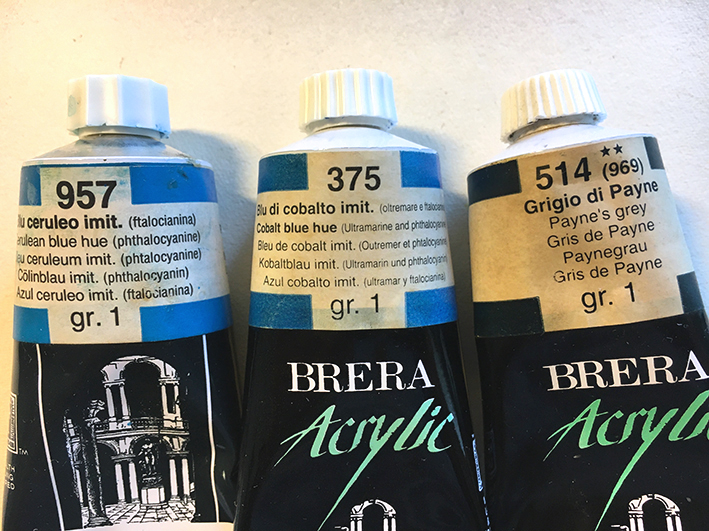 957
Blu ceruleo imit. (ftalocianina)
Cerulean blue hue (phthalocyanine)
ceruleum imit. (phtalocyanine)
Cölinblau imit. (phthalocyanin)
Azul ceruleo imit. (ftalocianina)
gr. 1
375
Blu di cobalto imit. (oltremare e ftalocianina)
Cobalt blue hue (Ultramarine and phthalocyanine)
Bleu de cobalt imit. (Outremer et phtalocyanine)
Kobaltblau imit. (Ultramarin und phthalocyanin)
Azul cobalto imit. (ultramar y ftalocianina)
gr. 1
BRERA
Acrylic
514 (969)
Grigio di Payne
Payne's grey
Gris de Payne
Paynegrau
Gris de Payne
gr. 1
BRERA
Acrylic